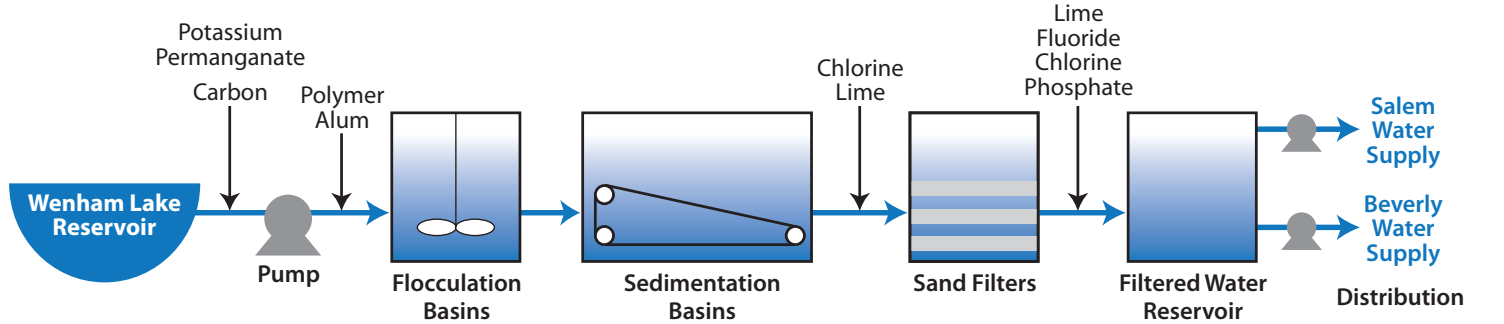 Potassium
Permanganate
Carbon
Polymer
Alum
Chlorine
Lime
Lime
Fluoride
Chlorine
Phosphate
Salem
Water
Supply
Wenham Lake
Reservoir
Beverly
Water
Supply
Pump
Flocculation
Basins
Sedimentation
Basins
Sand Filters
Filtered Water
Reservoir
Distribution